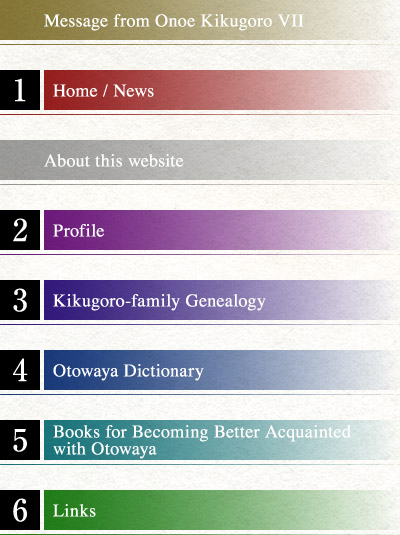 Message from Onoe Kikugoro VII
1 Home / News
About this website
2 Profile
3 Kikugoro-family Genealogy
4 Otowaya Dictionary
5 Books for Becoming Better Acquainted
with Otowaya
6 Links